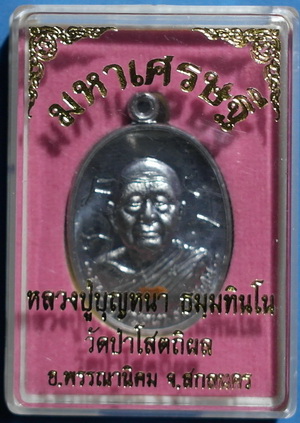 มหาเศรษฐี
หลวงปู่บุญหนา ธมฺมทินฺโน
วัดป่าโสตถิผล
อ.พรรณานิคม จ.สกลนคร